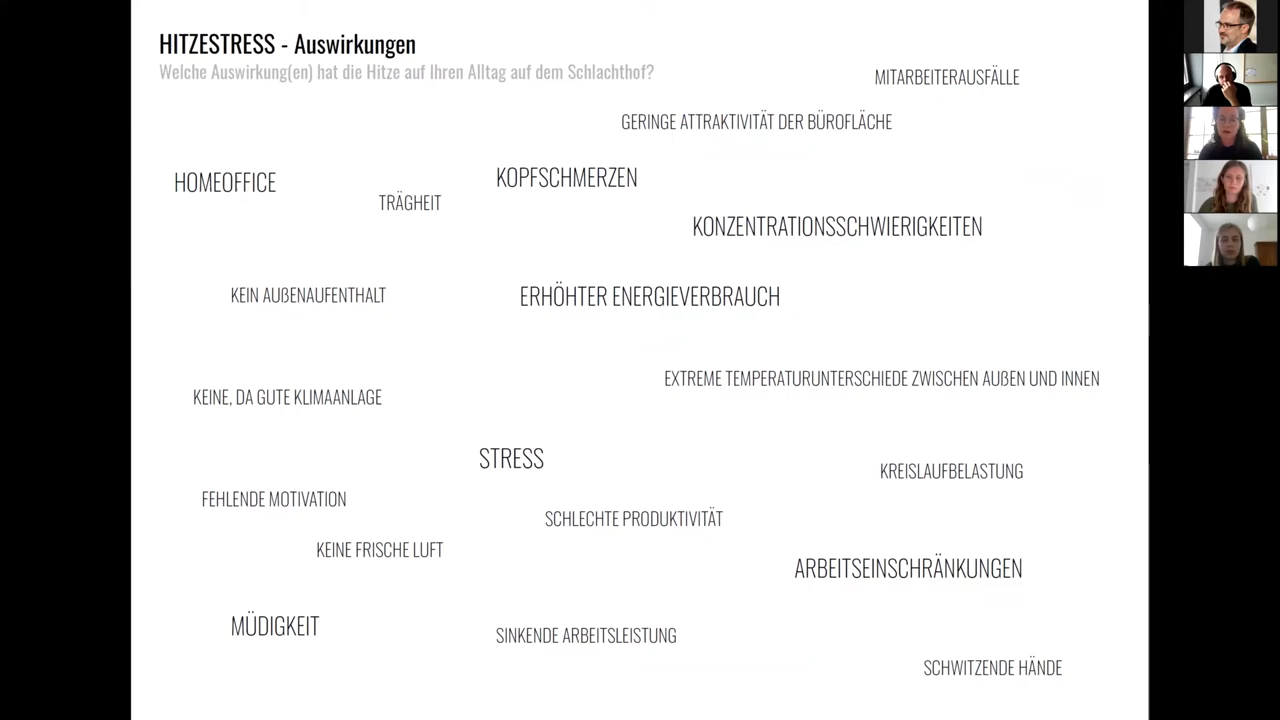 HITZESTRESS - Auswirkungen
Welche Auswirkung(en) hat die Hitze auf Ihren Alltag auf dem Schlachthof?
MITARBEITERAUSFÄLLE
GERINGE ATTRAKTIVITÄT DER BÜROFLÄCHE
HOMEOFFICE
KOPFSCHMERZEN
TRÄGHEIT
KONZENTRATIONSSCHWIERIGKEITEN
KEIN AUßENAUFENTHALT
ERHÖHTER ENERGIEVERBRAUCH
EXTREME TEMPERATURUNTERSCHIEDE ZWISCHEN AUßEN UND INNEN
KEINE, DA GUTE KLIMAANLAGE
STRESS
KREISLAUFBELASTUNG
FEHLENDE MOTIVATION
SCHLECHTE PRODUKTIVITÄT
KEINE FRISCHE LUFT
ARBEITSEINSCHRÄNKUNGEN
MÜDIGKEIT
SINKENDE ARBEITSLEISTUNG
SCHWITZENDE HÄNDE